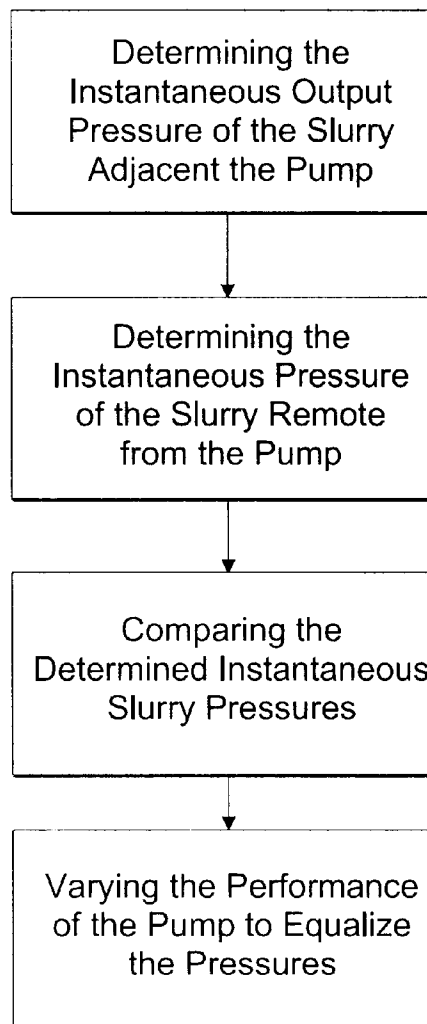 Determining the
Instantaneous Output
Pressure of the Slurry
Adjacent the Pump
Determining the
Instantaneous Pressure
of the Slurry Remote
from the Pump
Comparing the
Determined Instantaneous
Slurry Pressures
Varying the Performance
of the Pump to Equalize
the Pressures